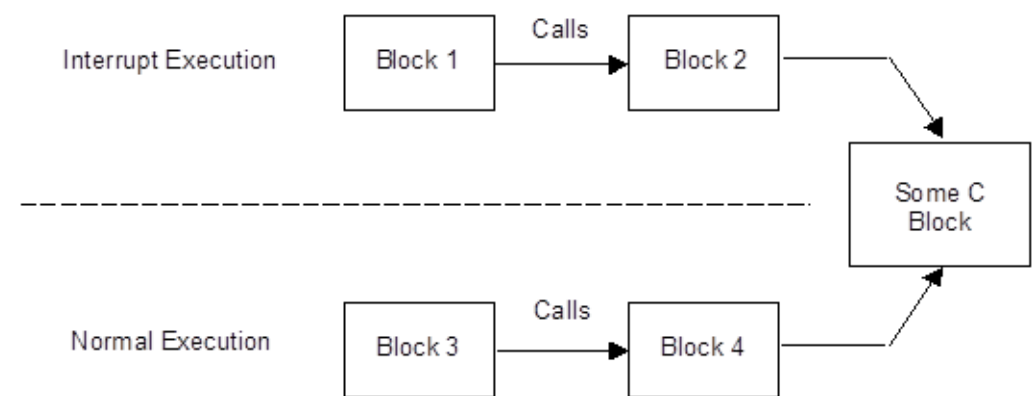 Calls
Interrupt Execution
Block 1
Block 2
Some C
Block
Calls
Normal Execution
Block 3
Block 4